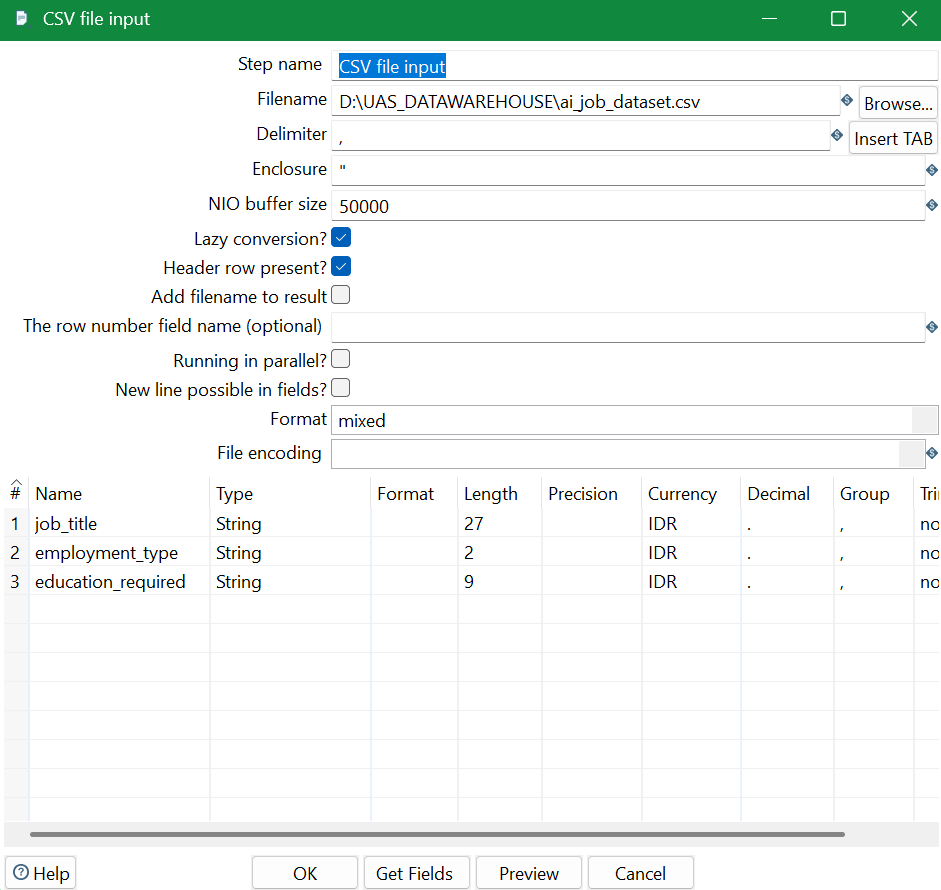 CSV file input
Step name CSV file input
Filename D:\UAS_DATAWAREHOUSE\ai_job_dataset.csv Browse...
Delimiter , Insert TAB
Enclosure "
NIO buffer size 50000
Lazy conversion?
Header row present?
Add filename to result
The row number field name (optional)
Running in parallel?
New line possible in fields?
Format mixed
File encoding
# Name Type Format Length Precision Currency Decimal Group Tri
1 job_title String 27 IDR . , no
2 employment_type String 2 IDR . , no
3 education_required String 9 IDR . , no
Help OK Get Fields Preview Cancel